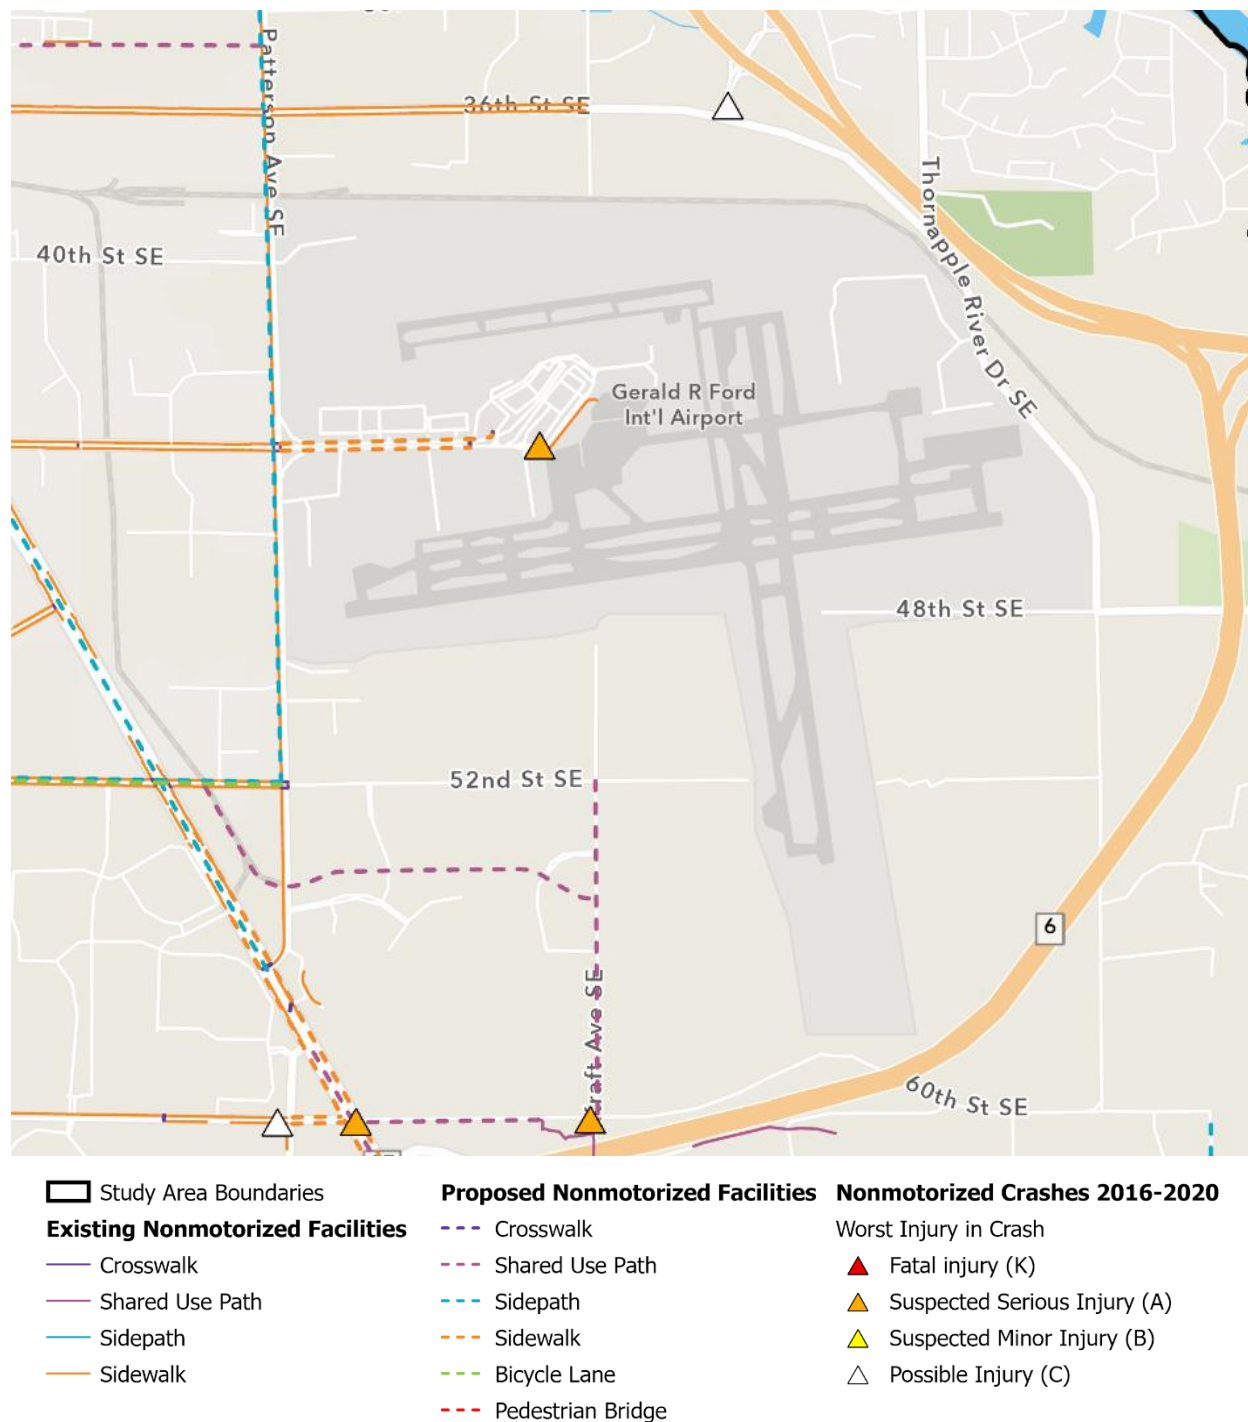 Patterson Ave SE
36th St SE
Thornapple River Dr SE
40th St SE
Gerald R Ford
Int'l Airport
48th St SE
52nd St SE
6
Kraft Ave SE
60th St SE
Study Area Boundaries
Existing Nonmotorized Facilities
Crosswalk
Shared Use Path
Sidepath
Sidewalk
Proposed Nonmotorized Facilities
Crosswalk
Shared Use Path
Sidepath
Sidewalk
Bicycle Lane
Pedestrian Bridge
Nonmotorized Crashes 2016-2020
Worst Injury in Crash
Fatal injury (K)
Suspected Serious Injury (A)
Suspected Minor Injury (B)
Possible Injury (C)